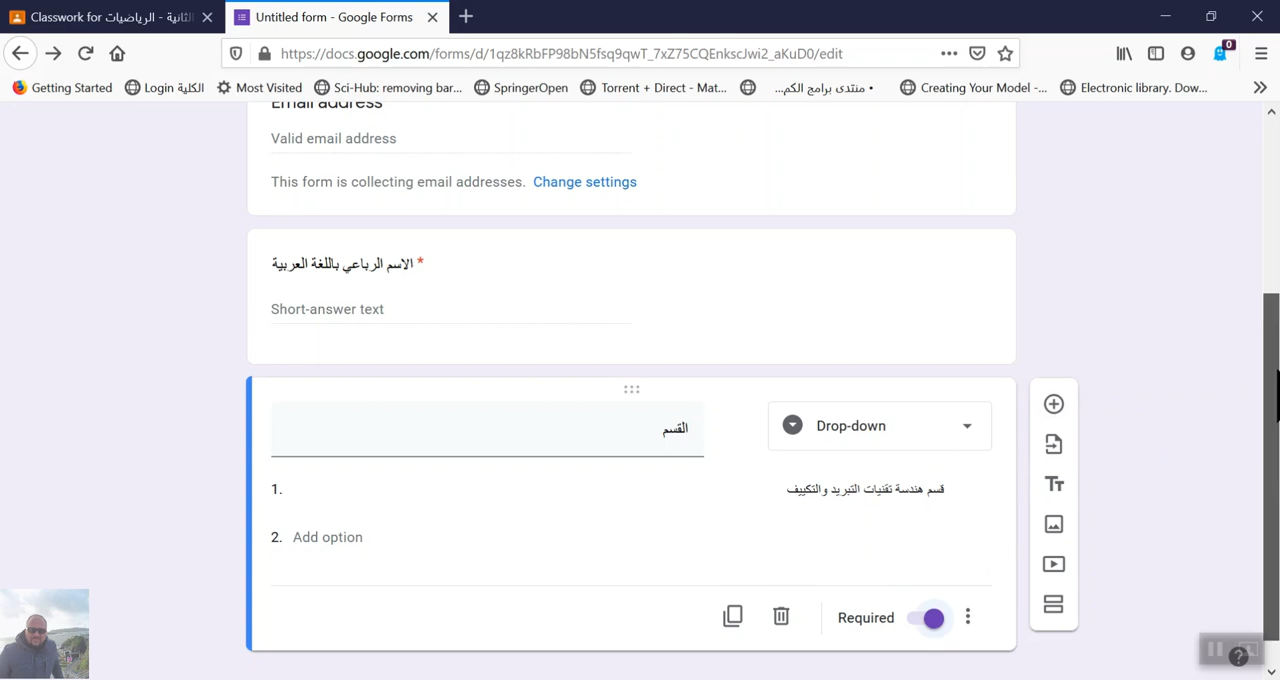 Classwork for الثانية - الرياضيات
Untitled form - Google Forms
https://docs.google.com/forms/d/1qz8kRbFP98bN5fsq9qwT_7xZ75CQEnkscJwi2_aKuD0/edit
0
Getting Started
Login الكلية
Most Visited
Sci-Hub: removing bar...
SpringerOpen
Torrent + Direct - Mat...
• منتدى برامج الكم...
Creating Your Model -...
Electronic library. Dow...
Email address
Valid email address
This form is collecting email addresses. Change settings
الاسم الرباعي باللغة العربية *
Short-answer text
القسم
Drop-down
1. قسم هندسة تقنيات التبريد والتكييف
2. Add option
Required